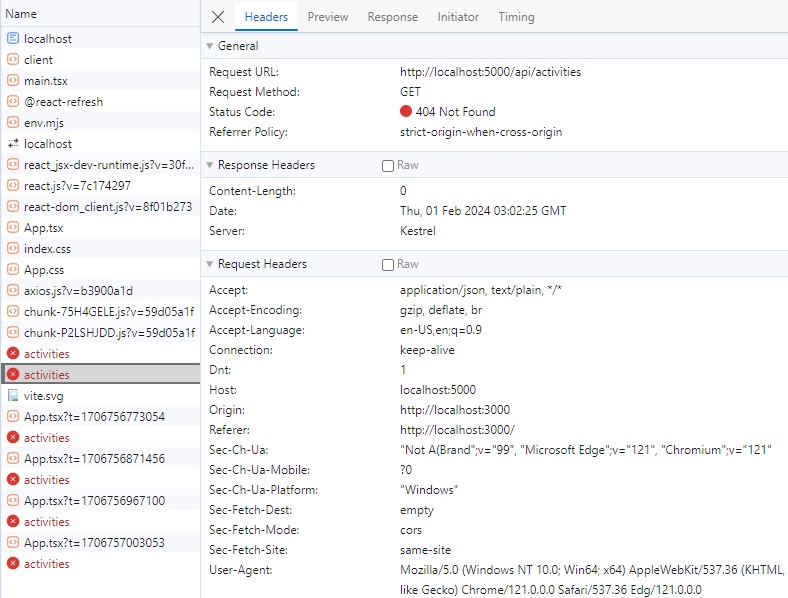 Name
localhost
client
main.tsx
@react-refresh
env.mjs
localhost
react_jsx-dev-runtime.js?v=30f...
react.js?v=7c174297
react-dom_client.js?v=8f01b273
App.tsx
index.css
App.css
axios.js?v=b3900a1d
chunk-75H4GELE.js?v=59d05a1f
chunk-P2LSHJDD.js?v=59d05a1f
activities
activities
vite.svg
App.tsx?t=1706756773054
activities
App.tsx?t=1706756871456
activities
App.tsx?t=1706756967100
activities
App.tsx?t=1706757003053
activities
Headers Preview Response Initiator Timing
General
Request URL: http://localhost:5000/api/activities
Request Method: GET
Status Code: 404 Not Found
Referrer Policy: strict-origin-when-cross-origin
Response Headers Raw
Content-Length: 0
Date: Thu, 01 Feb 2024 03:02:25 GMT
Server: Kestrel
Request Headers Raw
Accept: application/json, text/plain, */*
Accept-Encoding: gzip, deflate, br
Accept-Language: en-US,en;q=0.9
Connection: keep-alive
Dnt: 1
Host: localhost:5000
Origin: http://localhost:3000
Referer: http://localhost:3000/
Sec-Ch-Ua: "Not A(Brand";v="99", "Microsoft Edge";v="121", "Chromium";v="121"
Sec-Ch-Ua-Mobile: ?0
Sec-Ch-Ua-Platform: "Windows"
Sec-Fetch-Dest: empty
Sec-Fetch-Mode: cors
Sec-Fetch-Site: same-site
User-Agent: Mozilla/5.0 (Windows NT 10.0; Win64; x64) AppleWebKit/537.36 (KHTML,
like Gecko) Chrome/121.0.0.0 Safari/537.36 Edg/121.0.0.0